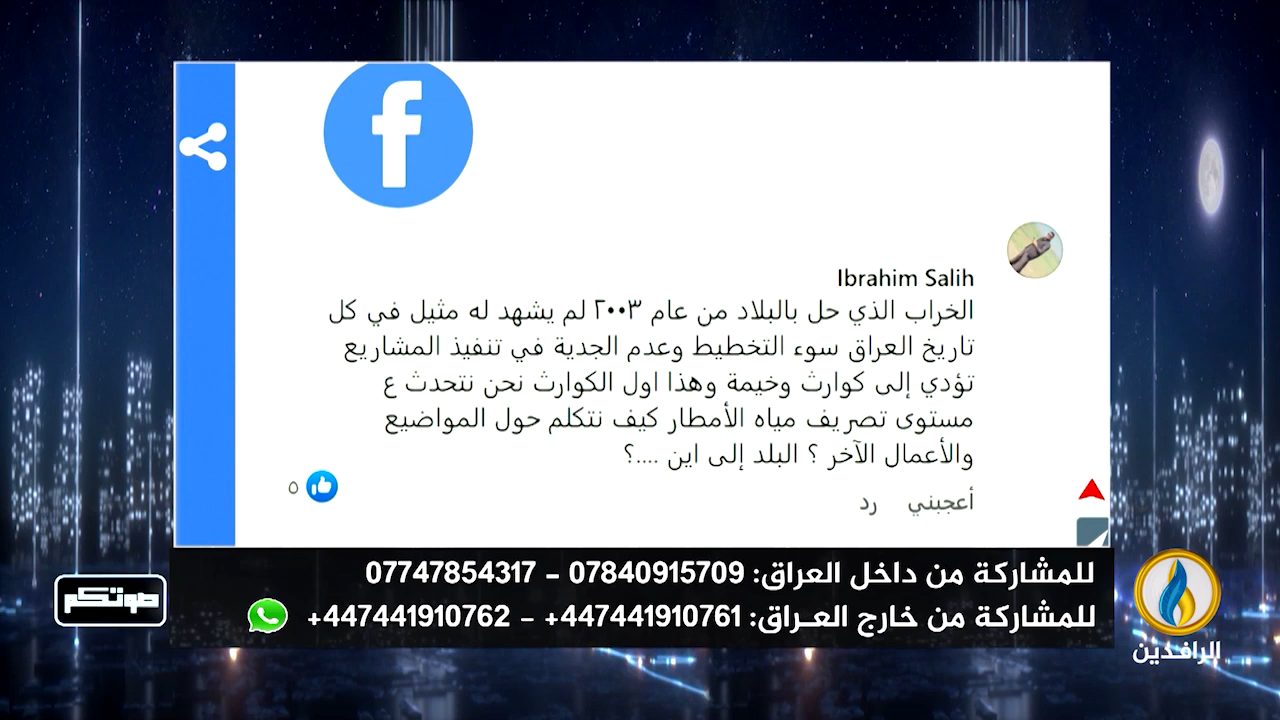 Ibrahim Salih
الخراب الذي حل بالبلاد من عام ٢٠٠٣ لم يشهد له مثيل في كل
تاريخ العراق سوء التخطيط وعدم الجدية في تنفيذ المشاريع
تؤدي إلى كوارث وخيمة وهذا اول الكوارث نحن نتحدث ع
مستوى تصريف مياه الأمطار كيف نتكلم حول المواضيع
والأعمال الآخر ؟ البلد إلى اين ....؟
أعجبني رد
٥
للمشاركة من داخل العراق: 07840915709 - 07747854317
للمشاركة من خارج العـراق: 447441910761+ - 447441910762+
صوتكم
الرافـدين